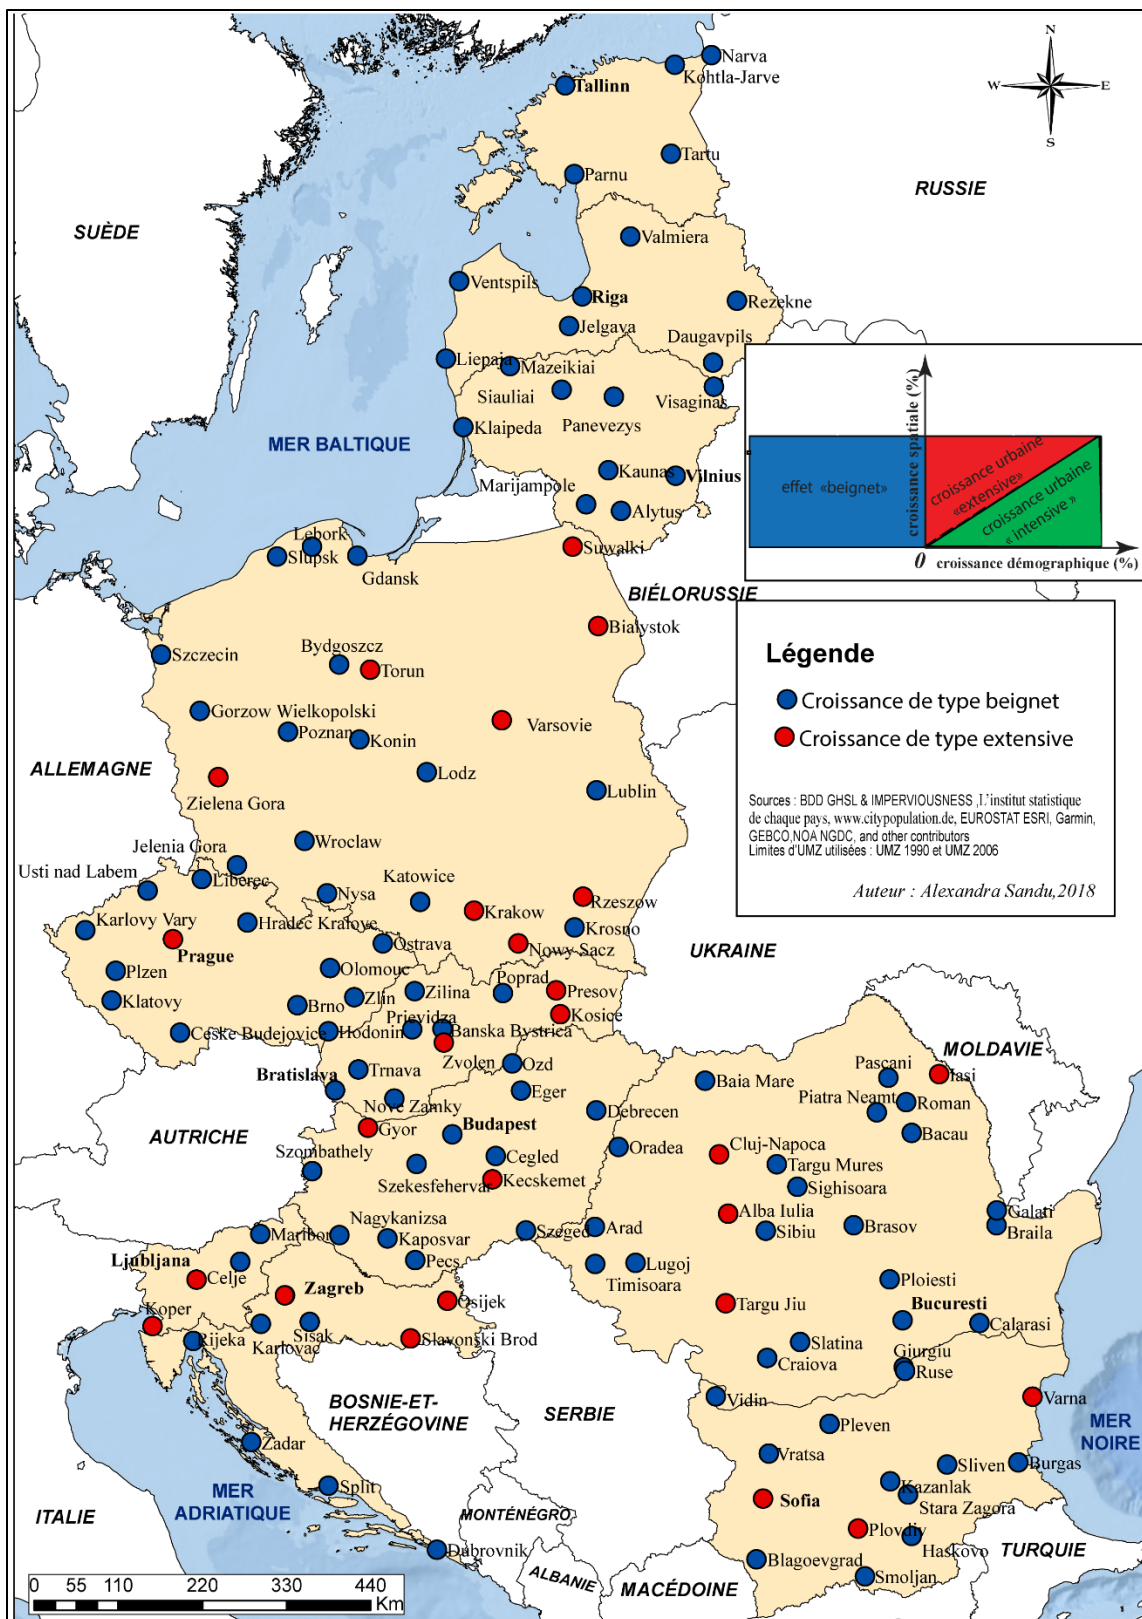 N
W
E
S
Narva
Kohtla-Jarve
Tallinn
Tartu
Parnu
RUSSIE
SUÈDE
Valmiera
Ventspils
Riga
Rezekne
Jelgava
Daugavpils
Liepaja
Mazeikiai
Siauliai
Visaginas
Panevezys
Klaipeda
MER BALTIQUE
Kaunas
Vilnius
Marijampole
Alytus
croissance spatiale (%)
effet «beignet»
croissance urbaine
«extensive»
croissance urbaine
« intensive »
0
croissance démographique (%)
Lebork
Slupsk
Gdansk
Suwalki
BIÉLORUSSIE
Bialystok
Szczecin
Bydgoszcz
Torun
Gorzow Wielkopolski
Poznan
Konin
Varsovie
ALLEMAGNE
Lodz
Lublin
Zielena Gora
Légende
Croissance de type beignet
Croissance de type extensive
Sources : BDD GHSL & IMPERVIOUSNESS ,L'institut statistique
de chaque pays, www.citypopulation.de, EUROSTAT ESRI, Garmin,
GEBCO,NOA NGDC, and other contributors
Limites d'UMZ utilisées : UMZ 1990 et UMZ 2006
Auteur : Alexandra Sandu,2018
Wroclaw
Jelenia Gora
Usti nad Labem
Liberec
Nysa
Katowice
Krakow
Rzeszow
Karlovy Vary
Hradec Kralove
Krosno
Prague
Ostrava
Nowy Sacz
UKRAINE
Plzen
Olomouc
Poprad
Klatovy
Brno
Zlin
Zilina
Presov
Kosice
Ceske Budejovice
Hodonin
Prievidza
Banska Bystrica
Zvolen
Ozd
MOLDAVIE
Bratislava
Trnava
Eger
Nove Zamky
Baia Mare
Pascani
Iasi
Piatra Neamt
Roman
Debrecen
AUTRICHE
Gyor
Budapest
Bacau
Oradea
Cluj-Napoca
Szombathely
Cegled
Targu Mures
Szekesfehervar
Kecskemet
Sighisoara
Alba Iulia
Galati
Nagykanizsa
Maribor
Kaposvar
Szeged
Arad
Sibiu
Brasov
Braila
Ljubljana
Celje
Pecs
Timisoara
Lugoj
Ploiesti
Zagreb
Osijek
Targu Jiu
Bucuresti
Koper
Rijeka
Karlovac
Sisak
Slavonski Brod
Calarasi
Slatina
Craiova
Giurgiu
Ruse
BOSNIE-ET-
HERZÉGOVINE
SERBIE
Vidin
Varna
MER
NOIRE
Pleven
Zadar
Vratsa
Sliven
Burgas
Split
MER
ADRIATIQUE
Kazanlak
Stara Zagora
ITALIE
MONTÉNÉGRO
Sofia
Plovdiv
Haskovo
TURQUIE
Dubrovnik
Blagoevgrad
Smoljan
ALBANIE
MACÉDOINE
0 55 110 220 330 440
Km